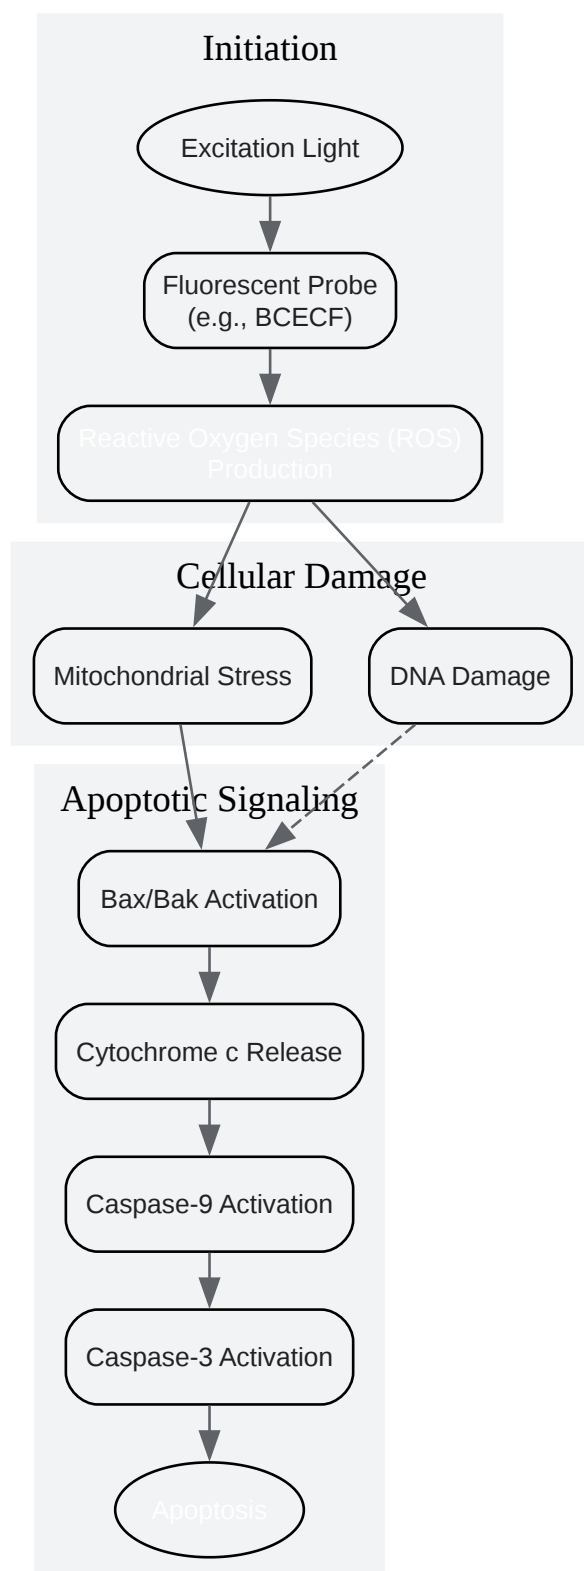 Initiation
Excitation Light
Fluorescent Probe
(e.g., BCECF)
Reactive Oxygen Species (ROS)
Production
Cellular Damage
Mitochondrial Stress
DNA Damage
Apoptotic Signaling
Bax/Bak Activation
Cytochrome c Release
Caspase-9 Activation
Caspase-3 Activation
Apoptosis